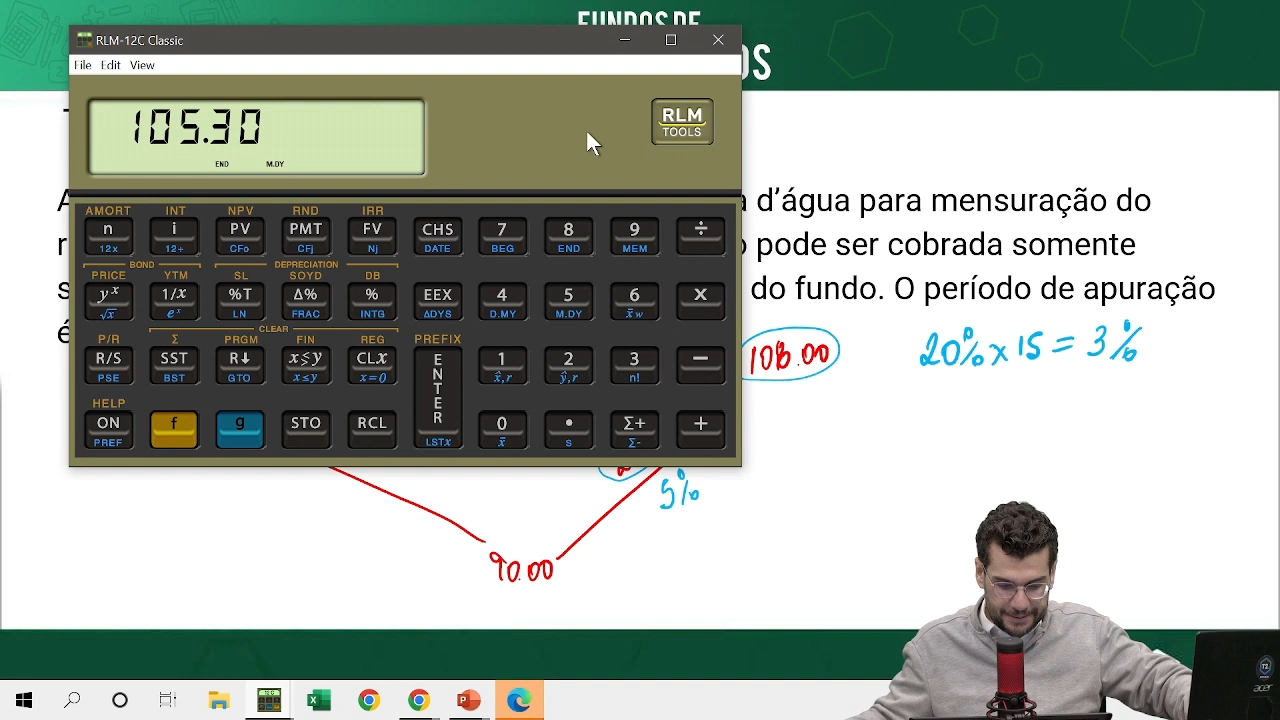 FUNDOS DE
OS
RLM-12C Classic
File Edit View
105.30
END M.DY
RLM
TOOLS
a d’água para mensuração do
o pode ser cobrada somente
do fundo. O período de apuração
AMORT INT NPV RND IRR
n i PV PMT FV CHS 7 8 9 ÷
12x 12÷ CFo CFj Nj DATE BEG END MEM
BOND DEPRECIATION
PRICE YTM SL SOYD DB
yˣ 1/x %T Δ% % EEX 4 5 6 x
√x eˣ LN FRAC INTG ΔDYS D.MY M.DY x̄w
CLEAR
P/R Σ PRGM FIN REG PREFIX
R/S SST R↓ x≶y CLx ENTER 1 2 3 −
PSE BST GTO x≤y x=0 x̂,r ŷ,r n!
HELP
ON f g STO RCL 0 • Σ+ +
PREF LSTx x̄ s Σ-
20% x 15 = 3%
5%
90.00
acer